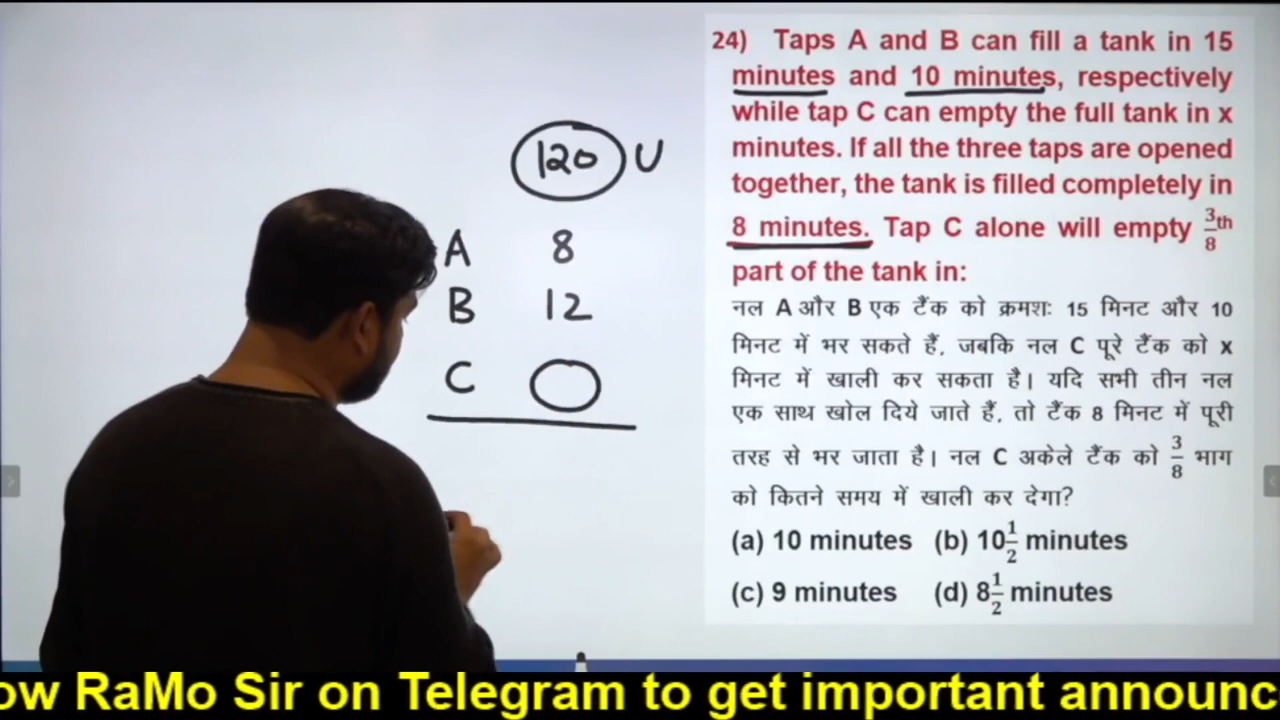 120 U
A 8
B 12
C
24) Taps A and B can fill a tank in 15
minutes and 10 minutes, respectively
while tap C can empty the full tank in x
minutes. If all the three taps are opened
together, the tank is filled completely in
8 minutes. Tap C alone will empty 3/8th
part of the tank in:
नल A और B एक टैंक को क्रमशः 15 मिनट और 10
मिनट में भर सकते हैं, जबकि नल C पूरे टैंक को x
मिनट में खाली कर सकता है। यदि सभी तीन नल
एक साथ खोल दिये जाते हैं, तो टैंक 8 मिनट में पूरी
तरह से भर जाता है। नल C अकेले टैंक को 3/8 भाग
को कितने समय में खाली कर देगा?
(a) 10 minutes (b) 10 1/2 minutes
(c) 9 minutes (d) 8 1/2 minutes
ow RaMo Sir on Telegram to get important announc